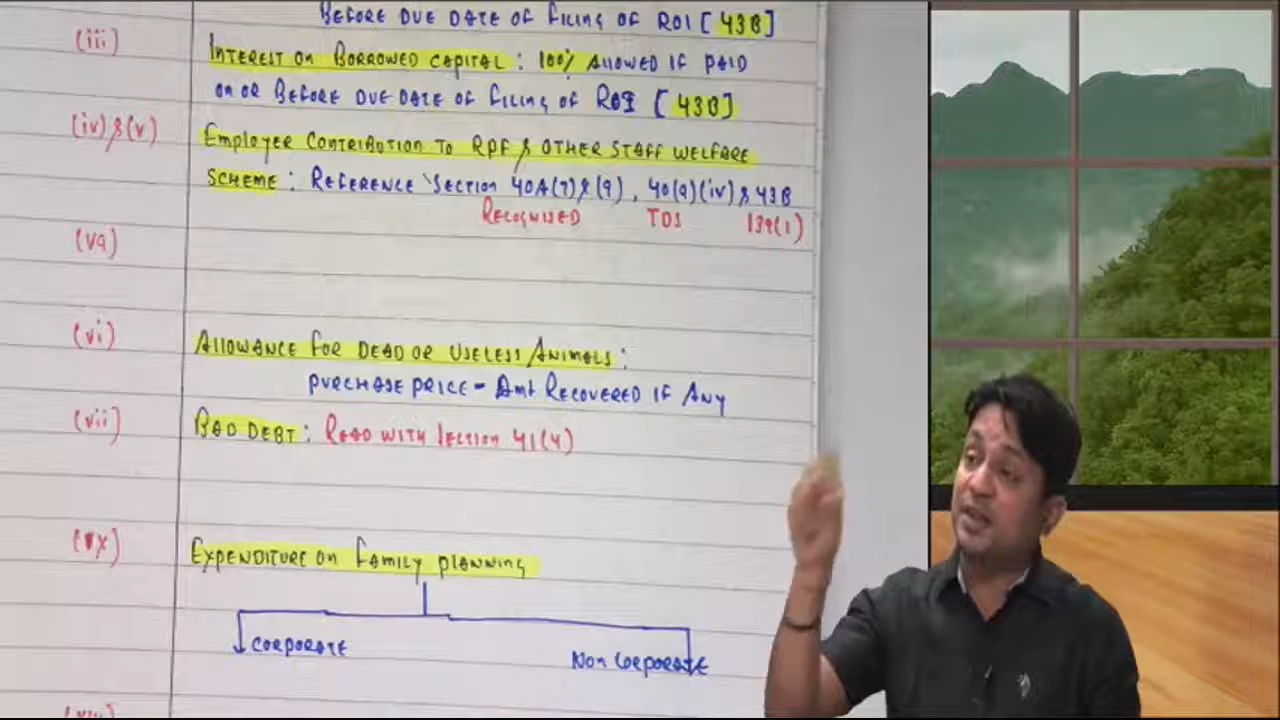 BEFORE DUE DATE OF FILING OF ROI [43B]
(iii) INTEREST ON BORROWED CAPITAL : 100% ALLOWED IF PAID
ON OR BEFORE DUE DATE OF FILING OF ROI [43B]
(iv) & (v) EMPLOYER CONTRIBUTION TO RPF & OTHER STAFF WELFARE
SCHEME : REFERENCE SECTION 40A(7) & (9), 40(a)(iv) & 43B
RECOGNISED TDS 139(1)
(va)
(vi) ALLOWANCE FOR DEAD OR USELESS ANIMALS :
PURCHASE PRICE - AMT RECOVERED IF ANY
(vii) BAD DEBT : READ WITH SECTION 41(4)
EXPENDITURE ON FAMILY PLANNING
CORPORATE
NON CORPORATE